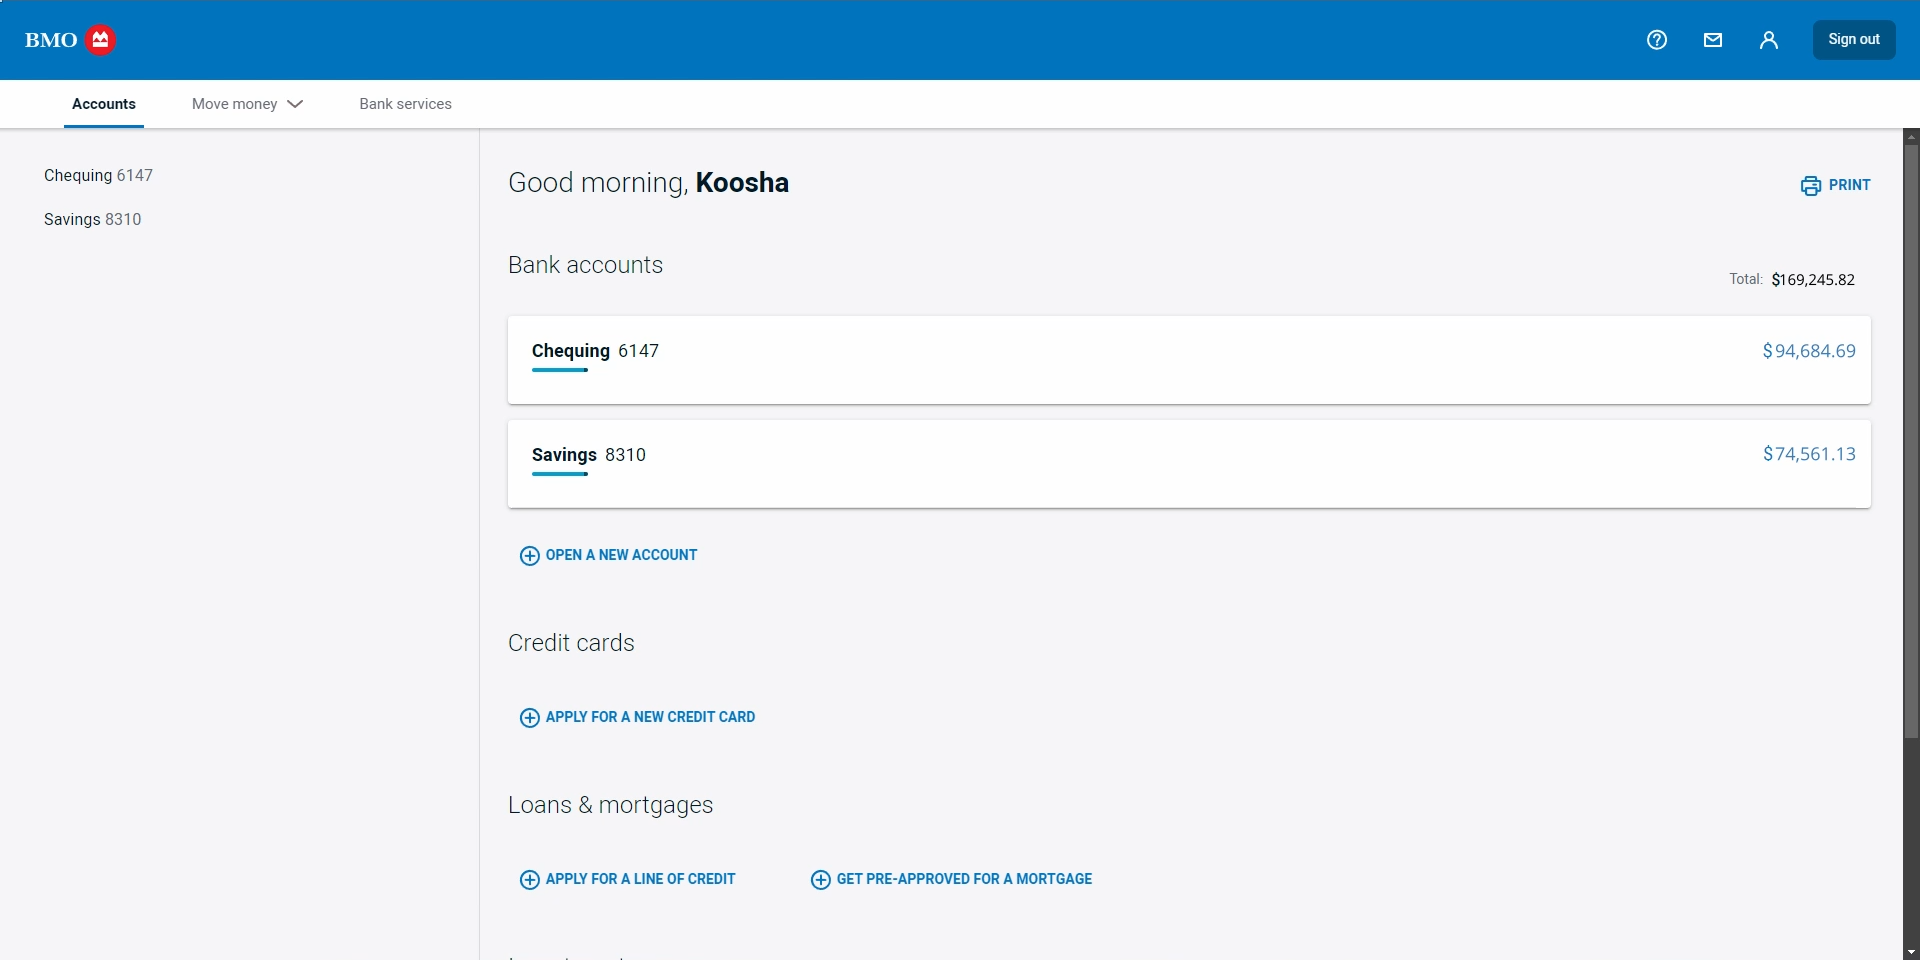 BMO
Sign out
Accounts
Move money
Bank services
Chequing 6147
Savings 8310
Good morning, Koosha
PRINT
Bank accounts
Total: $169,245.82
Chequing 6147
$94,684.69
Savings 8310
$74,561.13
OPEN A NEW ACCOUNT
Credit cards
APPLY FOR A NEW CREDIT CARD
Loans & mortgages
APPLY FOR A LINE OF CREDIT
GET PRE-APPROVED FOR A MORTGAGE